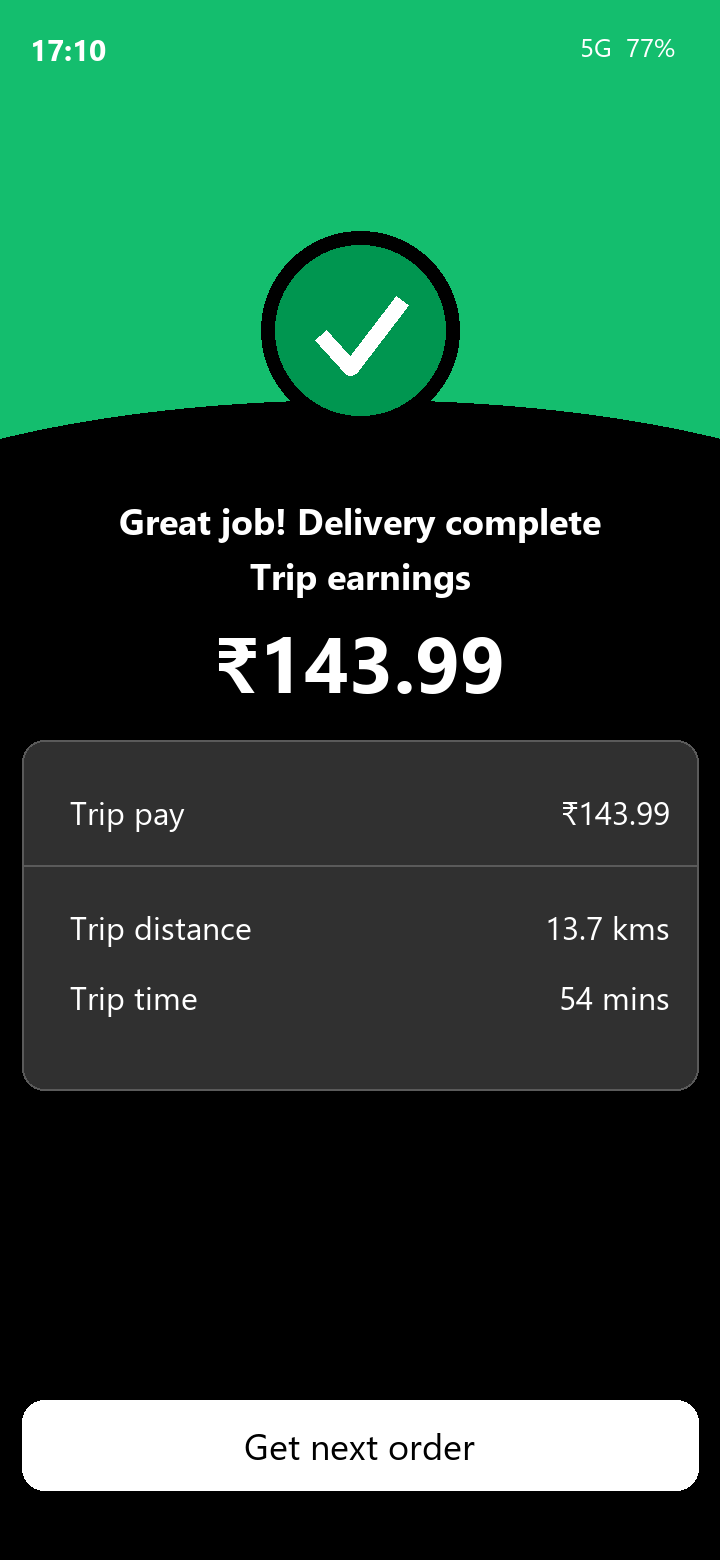 17:10 5G 77%
Great job! Delivery complete
Trip earnings
₹143.99
Trip pay ₹143.99
Trip distance 13.7 kms
Trip time 54 mins
Get next order